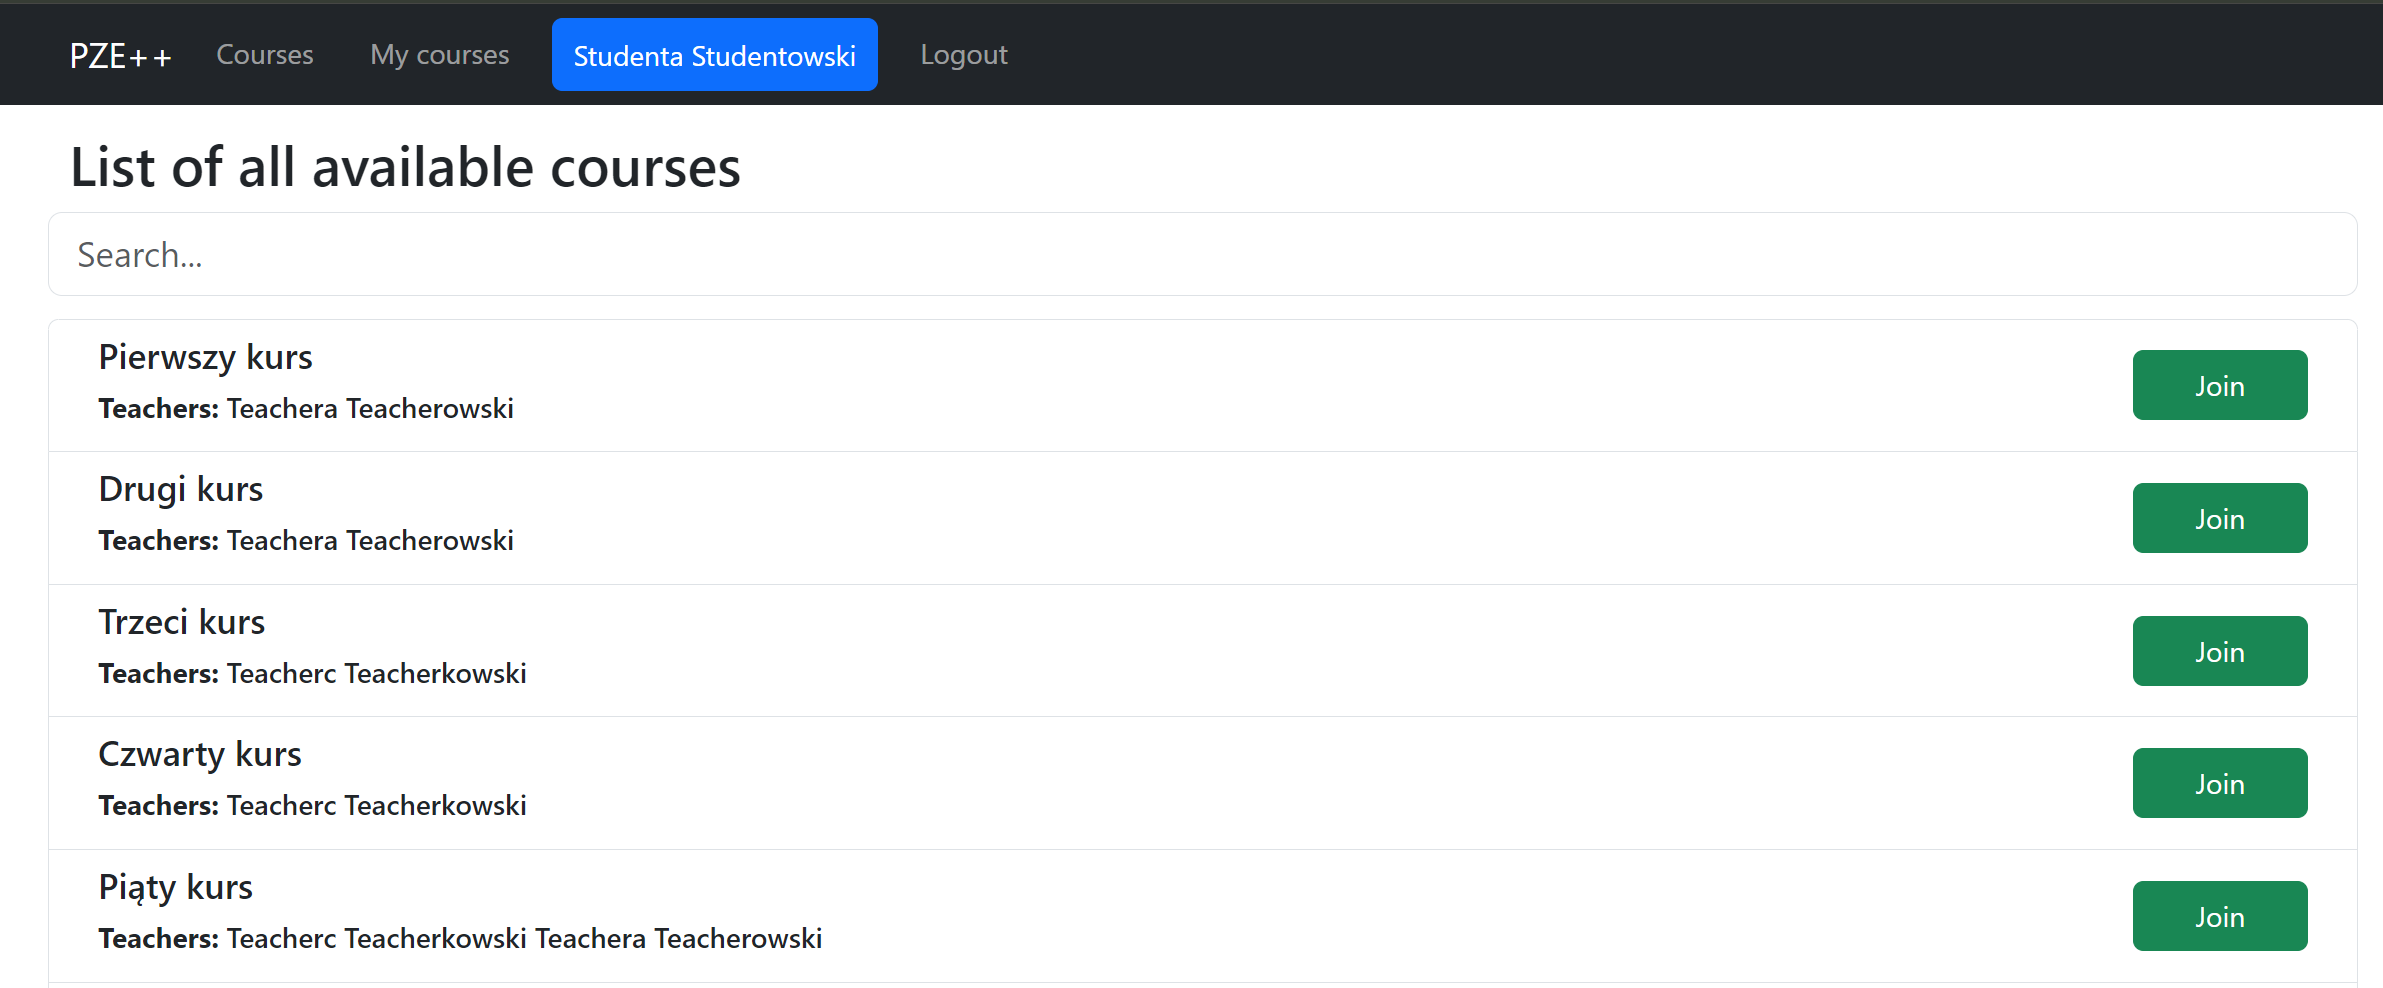 PZE++ Courses My courses Studenta Studentowski Logout
List of all available courses
Search...
Pierwszy kurs
Teachers: Teachera Teacherowski
Join
Drugi kurs
Teachers: Teachera Teacherowski
Join
Trzeci kurs
Teachers: Teacherc Teacherkowski
Join
Czwarty kurs
Teachers: Teacherc Teacherkowski
Join
Piąty kurs
Teachers: Teacherc Teacherkowski Teachera Teacherowski
Join